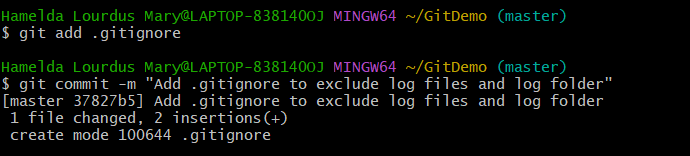 Hamelda Lourdus Mary@LAPTOP-838140OJ MINGW64 ~/GitDemo (master)
$ git add .gitignore
Hamelda Lourdus Mary@LAPTOP-838140OJ MINGW64 ~/GitDemo (master)
$ git commit -m "Add .gitignore to exclude log files and log folder"
[master 37827b5] Add .gitignore to exclude log files and log folder
 1 file changed, 2 insertions(+)
 create mode 100644 .gitignore